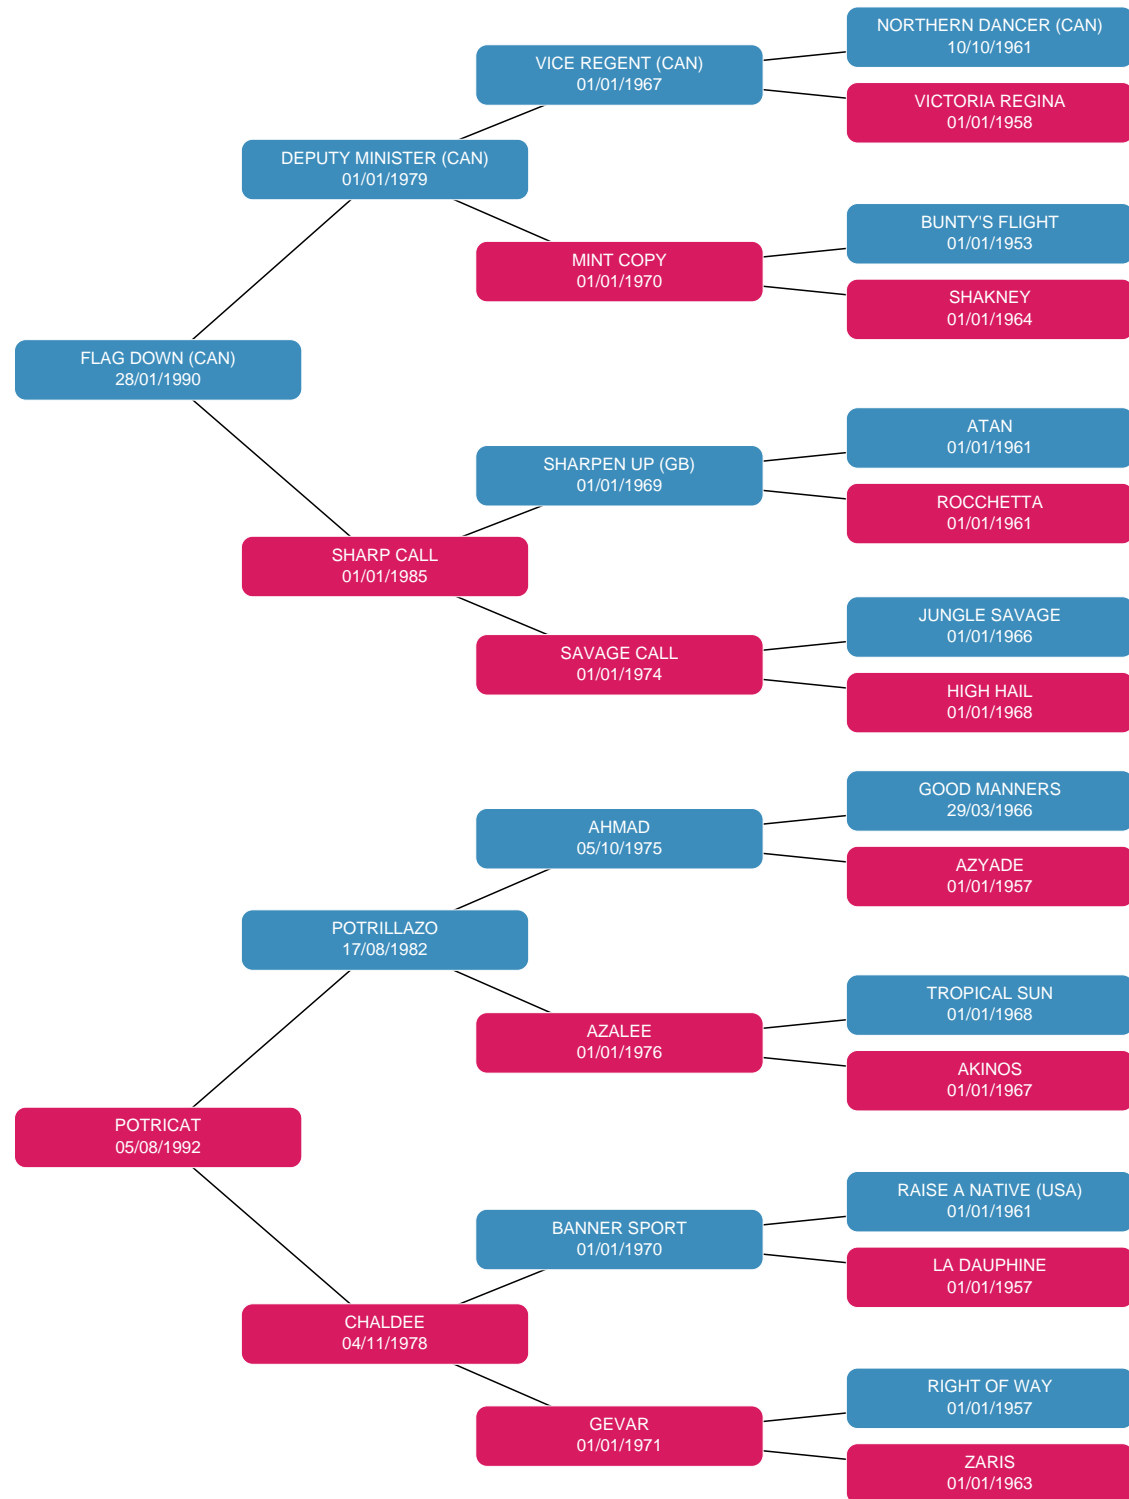 NORTHERN DANCER (CAN)
10/10/1961
VICE REGENT (CAN)
01/01/1967
VICTORIA REGINA
01/01/1958
DEPUTY MINISTER (CAN)
01/01/1979
BUNTY'S FLIGHT
01/01/1953
MINT COPY
01/01/1970
SHAKNEY
01/01/1964
FLAG DOWN (CAN)
28/01/1990
ATAN
01/01/1961
SHARPEN UP (GB)
01/01/1969
ROCCHETTA
01/01/1961
SHARP CALL
01/01/1985
JUNGLE SAVAGE
01/01/1966
SAVAGE CALL
01/01/1974
HIGH HAIL
01/01/1968
GOOD MANNERS
29/03/1966
AHMAD
05/10/1975
AZYADE
01/01/1957
POTRILLAZO
17/08/1982
TROPICAL SUN
01/01/1968
AZALEE
01/01/1976
AKINOS
01/01/1967
POTRICAT
05/08/1992
RAISE A NATIVE (USA)
01/01/1961
BANNER SPORT
01/01/1970
LA DAUPHINE
01/01/1957
CHALDEE
04/11/1978
RIGHT OF WAY
01/01/1957
GEVAR
01/01/1971
ZARIS
01/01/1963